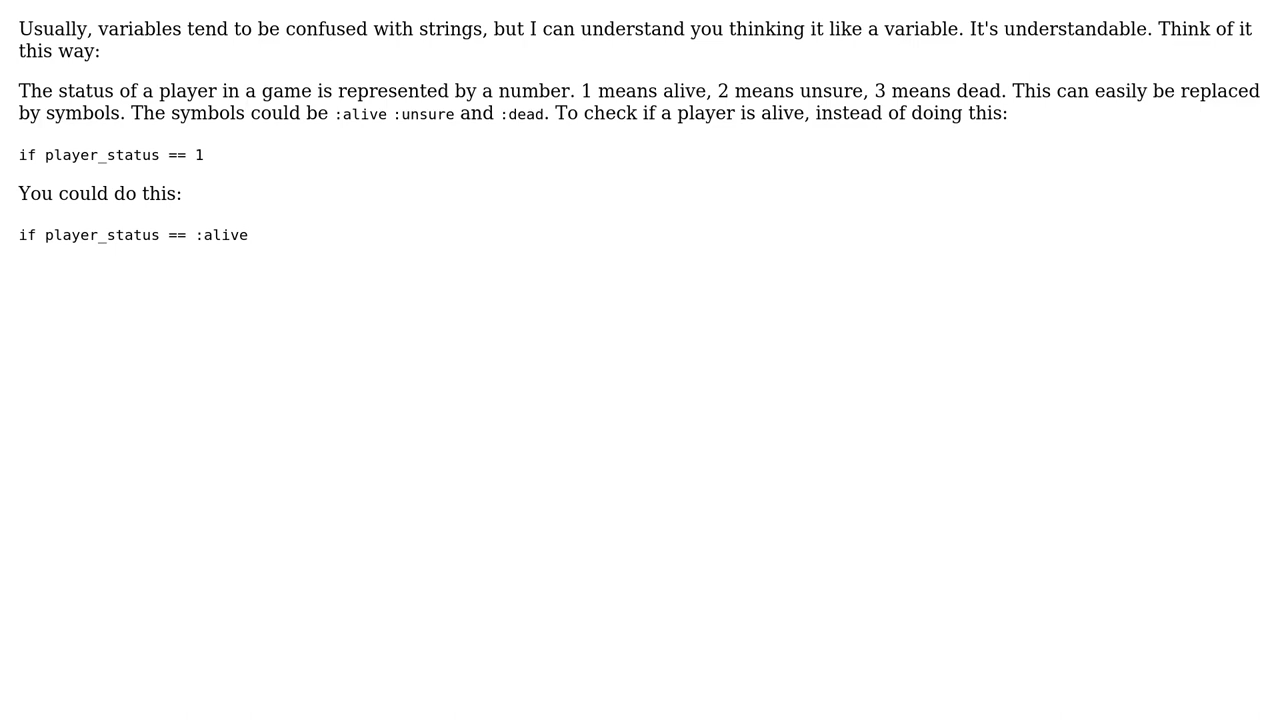 Usually, variables tend to be confused with strings, but I can understand you thinking it like a variable. It's understandable. Think of it
this way:
The status of a player in a game is represented by a number. 1 means alive, 2 means unsure, 3 means dead. This can easily be replaced
by symbols. The symbols could be :alive :unsure and :dead. To check if a player is alive, instead of doing this:
if player_status == 1
You could do this:
if player_status == :alive